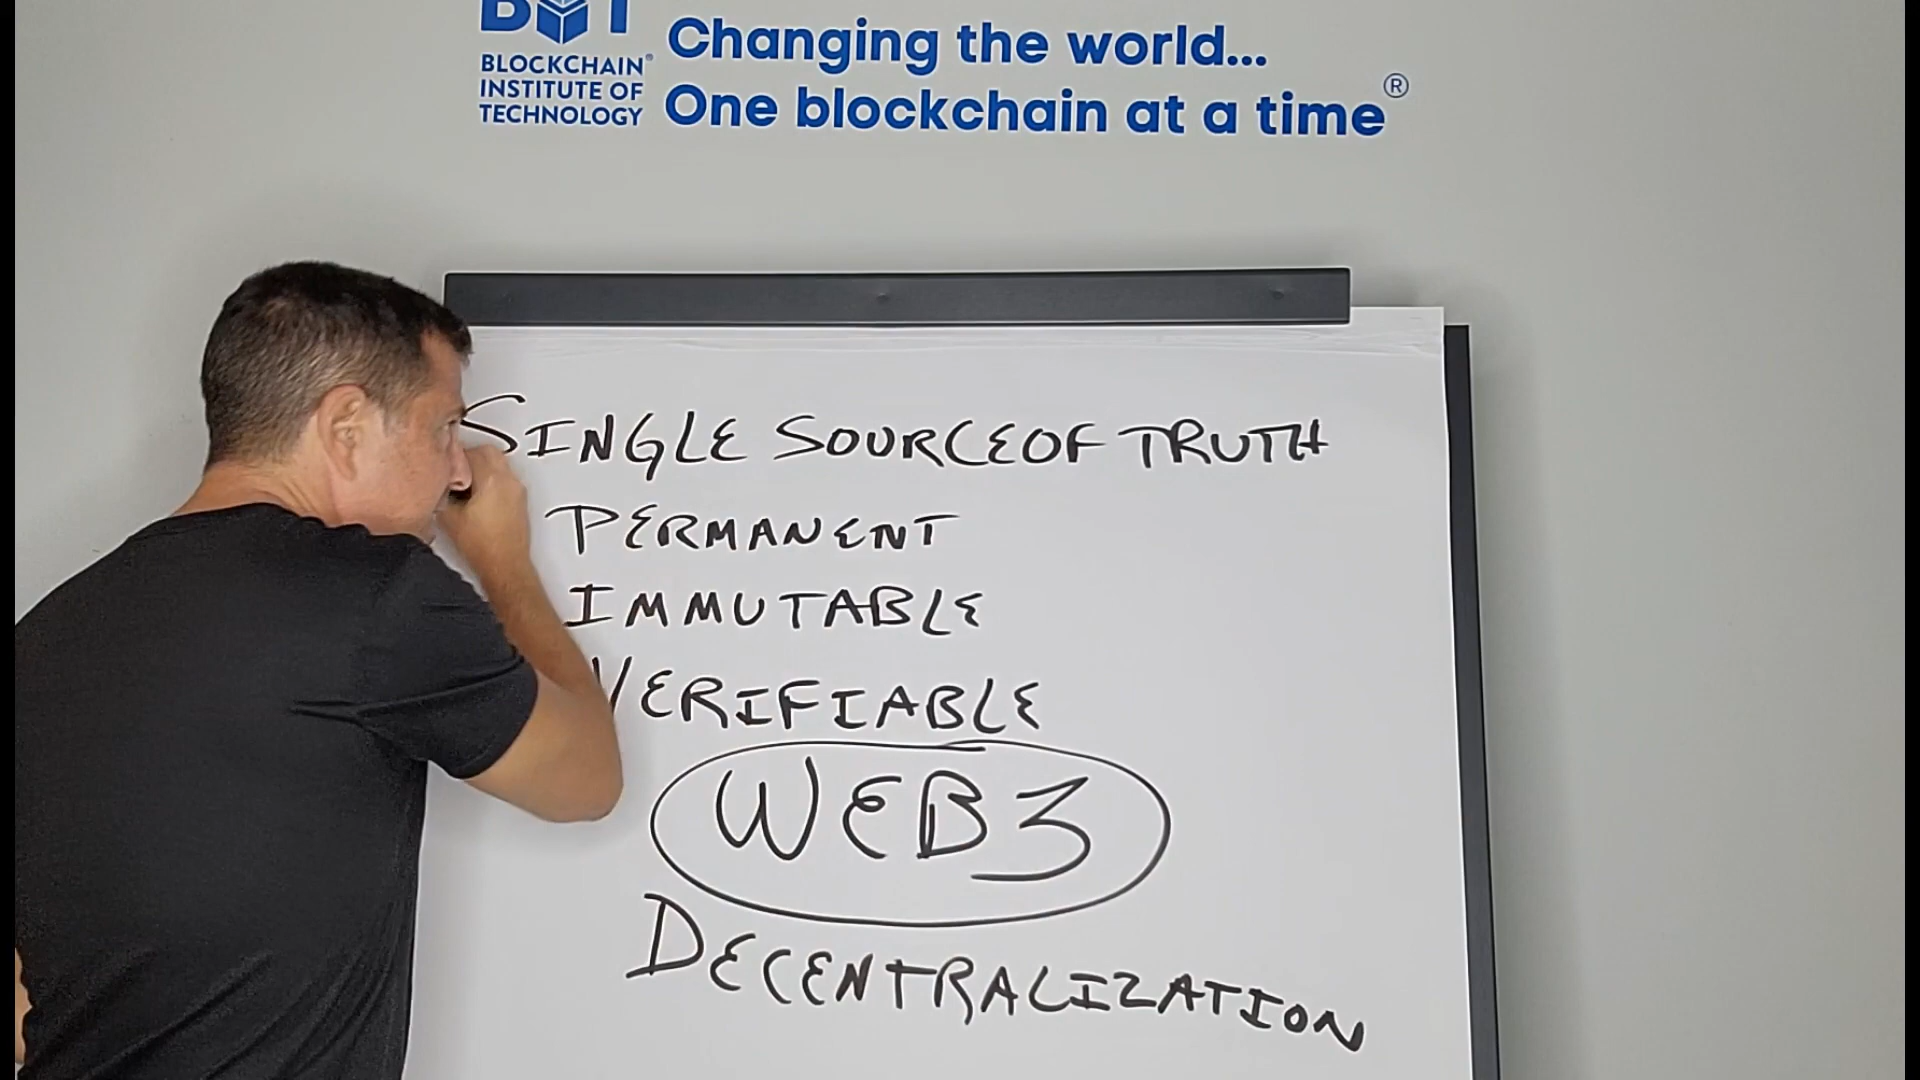 BLOCKCHAIN®
INSTITUTE OF
TECHNOLOGY
Changing the world...
One blockchain at a time®
SINGLE SOURCE OF TRUTH
PERMANENT
IMMUTABLE
VERIFIABLE
WEB3
DECENTRALIZATION